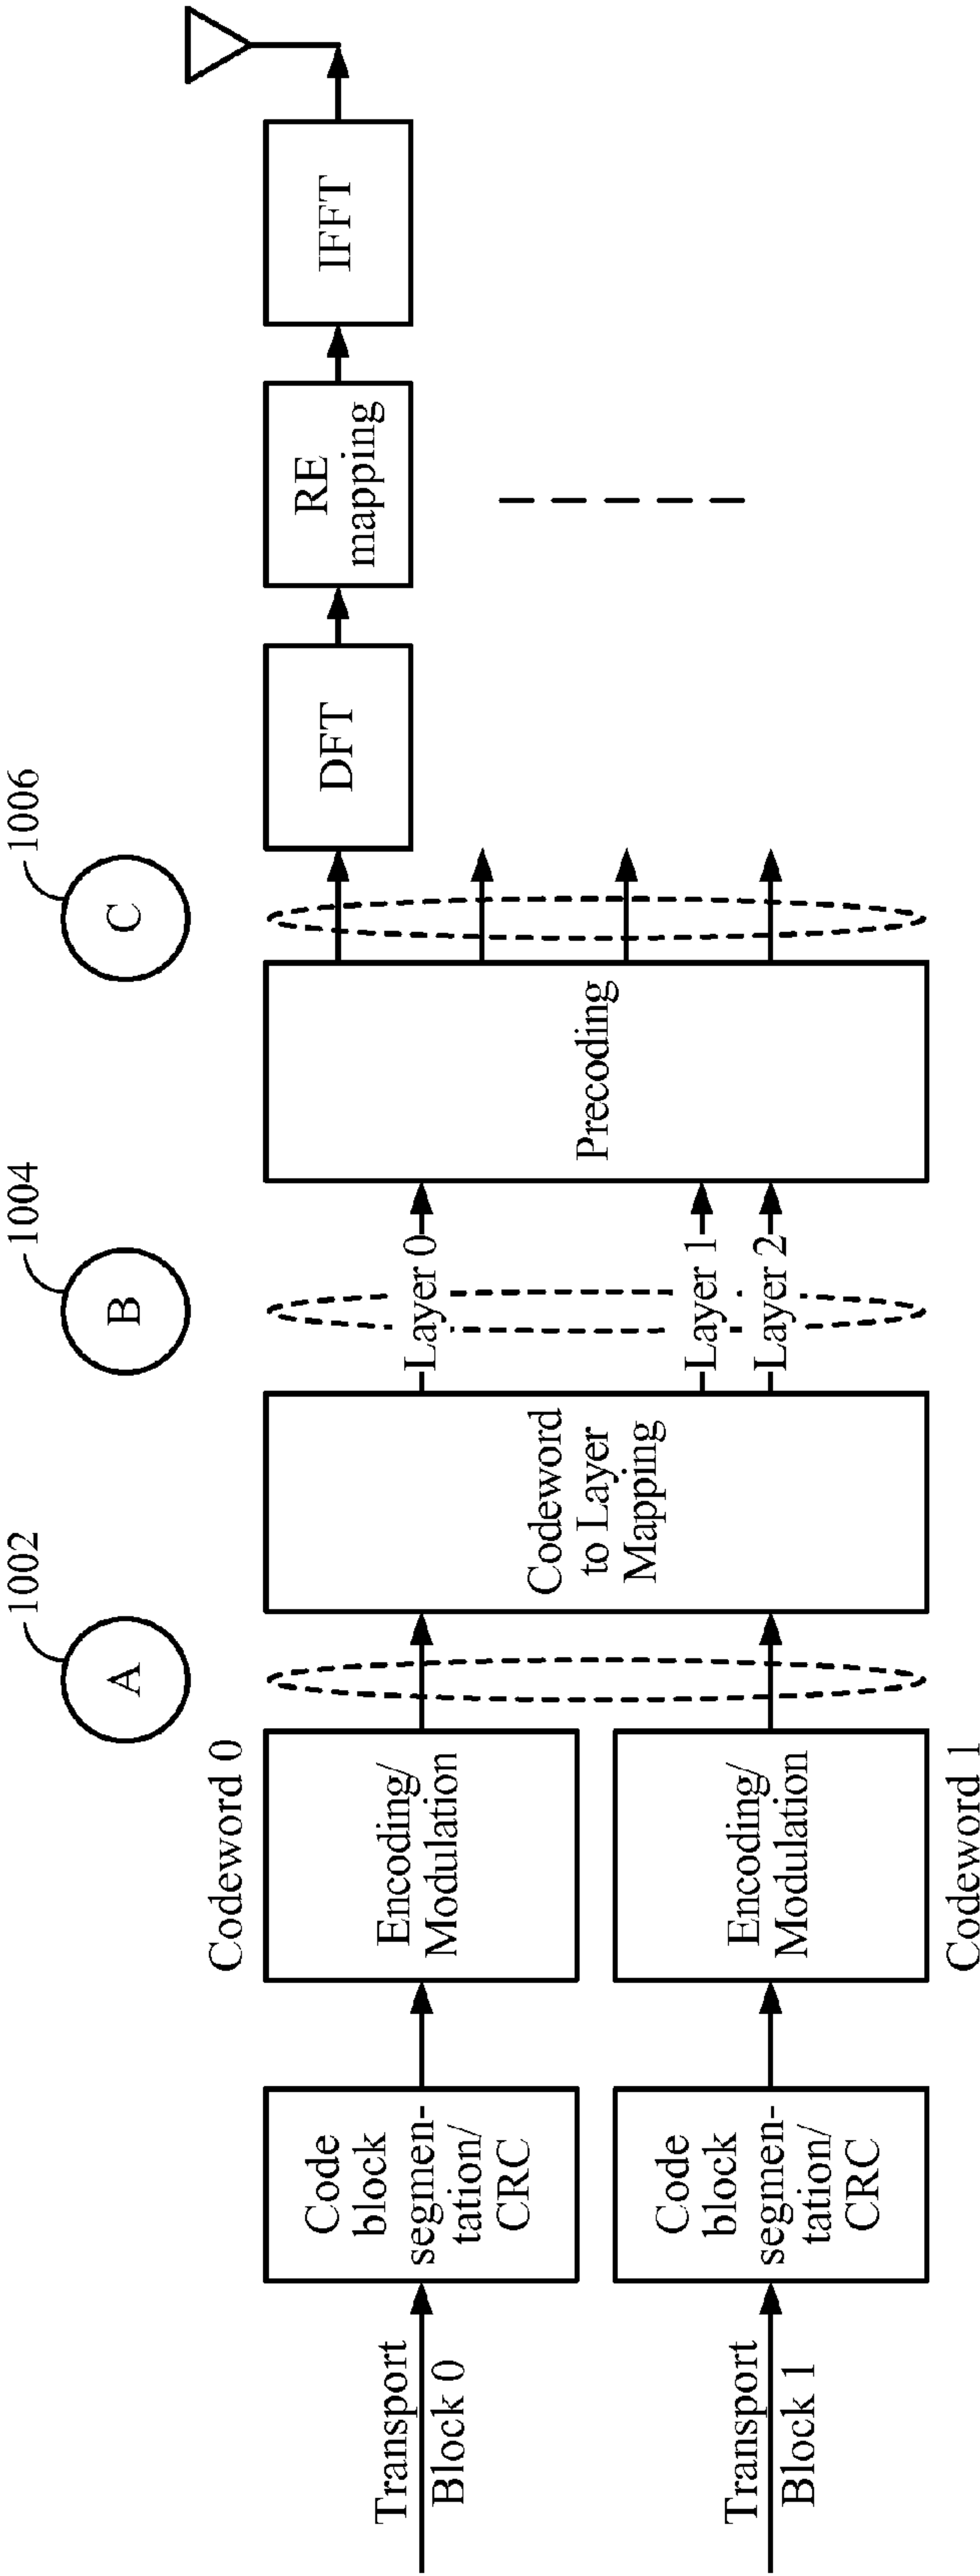 1002
1004
1006
A
B
C
Codeword 0
Transport
Block 0
Code
block
segmen-
tation/
CRC
Encoding/
Modulation
Codeword
to Layer
Mapping
Layer 0
Layer 1
Layer 2
Precoding
DFT
RE
mapping
IFFT
Transport
Block 1
Code
block
segmen-
tation/
CRC
Encoding/
Modulation
Codeword 1